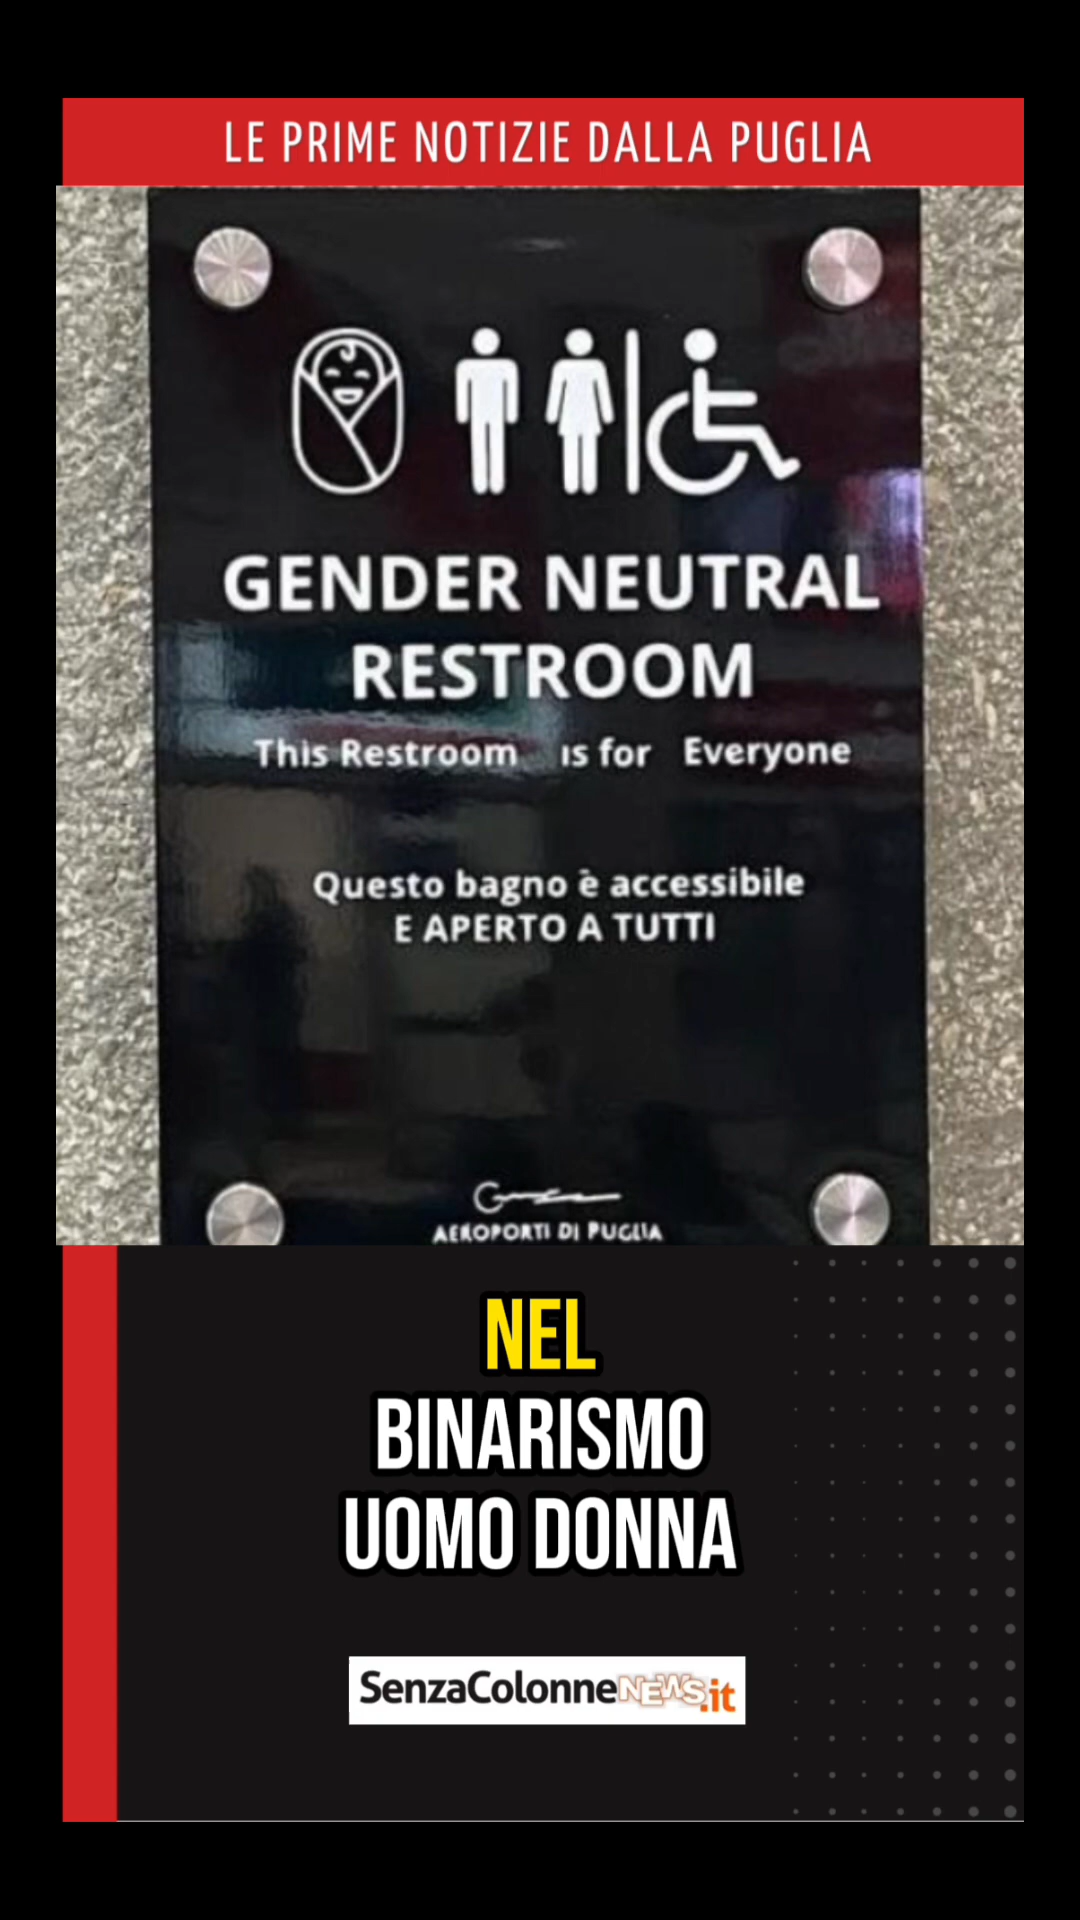 LE PRIME NOTIZIE DALLA PUGLIA
GENDER NEUTRAL
RESTROOM
This Restroom is for Everyone
Questo bagno è accessibile
E APERTO A TUTTI
AEROPORTI DI PUGLIA
NEL
BINARISMO
UOMO DONNA
SenzaColonneNEWS.it